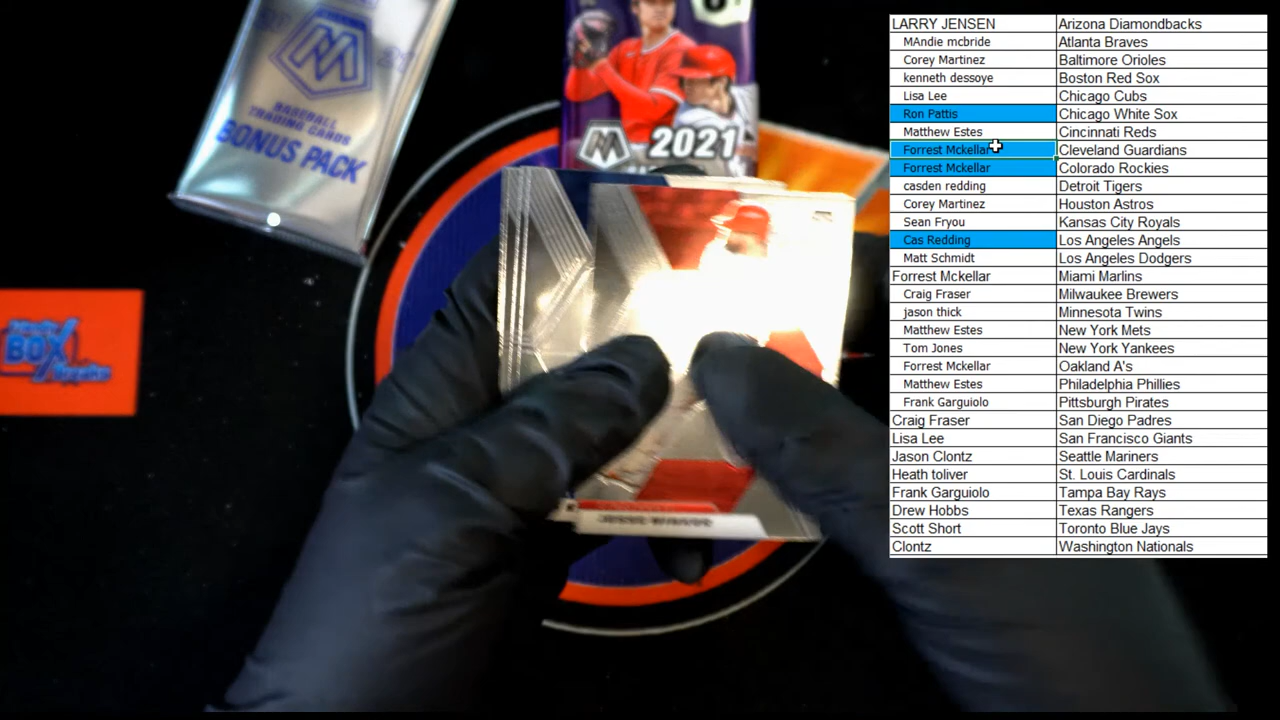 BASEBALL
TRADING CARDS
BONUS PACK
2021
BOX
JESSE WINKER
LARRY JENSEN Arizona Diamondbacks
MAndie mcbride Atlanta Braves
Corey Martinez Baltimore Orioles
kenneth dessoye Boston Red Sox
Lisa Lee Chicago Cubs
Ron Pattis Chicago White Sox
Matthew Estes Cincinnati Reds
Forrest Mckellar Cleveland Guardians
Forrest Mckellar Colorado Rockies
casden redding Detroit Tigers
Corey Martinez Houston Astros
Sean Fryou Kansas City Royals
Cas Redding Los Angeles Angels
Matt Schmidt Los Angeles Dodgers
Forrest Mckellar Miami Marlins
Craig Fraser Milwaukee Brewers
jason thick Minnesota Twins
Matthew Estes New York Mets
Tom Jones New York Yankees
Forrest Mckellar Oakland A's
Matthew Estes Philadelphia Phillies
Frank Garguiolo Pittsburgh Pirates
Craig Fraser San Diego Padres
Lisa Lee San Francisco Giants
Jason Clontz Seattle Mariners
Heath toliver St. Louis Cardinals
Frank Garguiolo Tampa Bay Rays
Drew Hobbs Texas Rangers
Scott Short Toronto Blue Jays
Clontz Washington Nationals